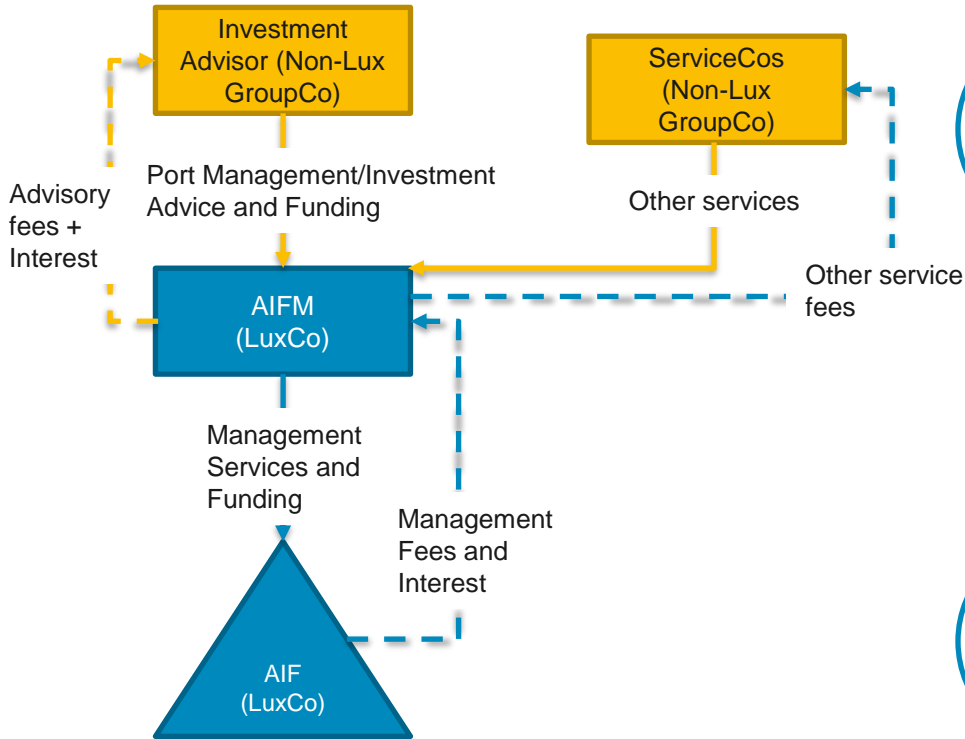 Investment
Advisor (Non-Lux
GroupCo)
ServiceCos
(Non-Lux
GroupCo)
Advisory
fees +
Interest
Port Management/Investment
Advice and Funding
Other services
Other service
fees
AIFM
(LuxCo)
Management
Services and
Funding
Management
Fees and
Interest
AIF
(LuxCo)